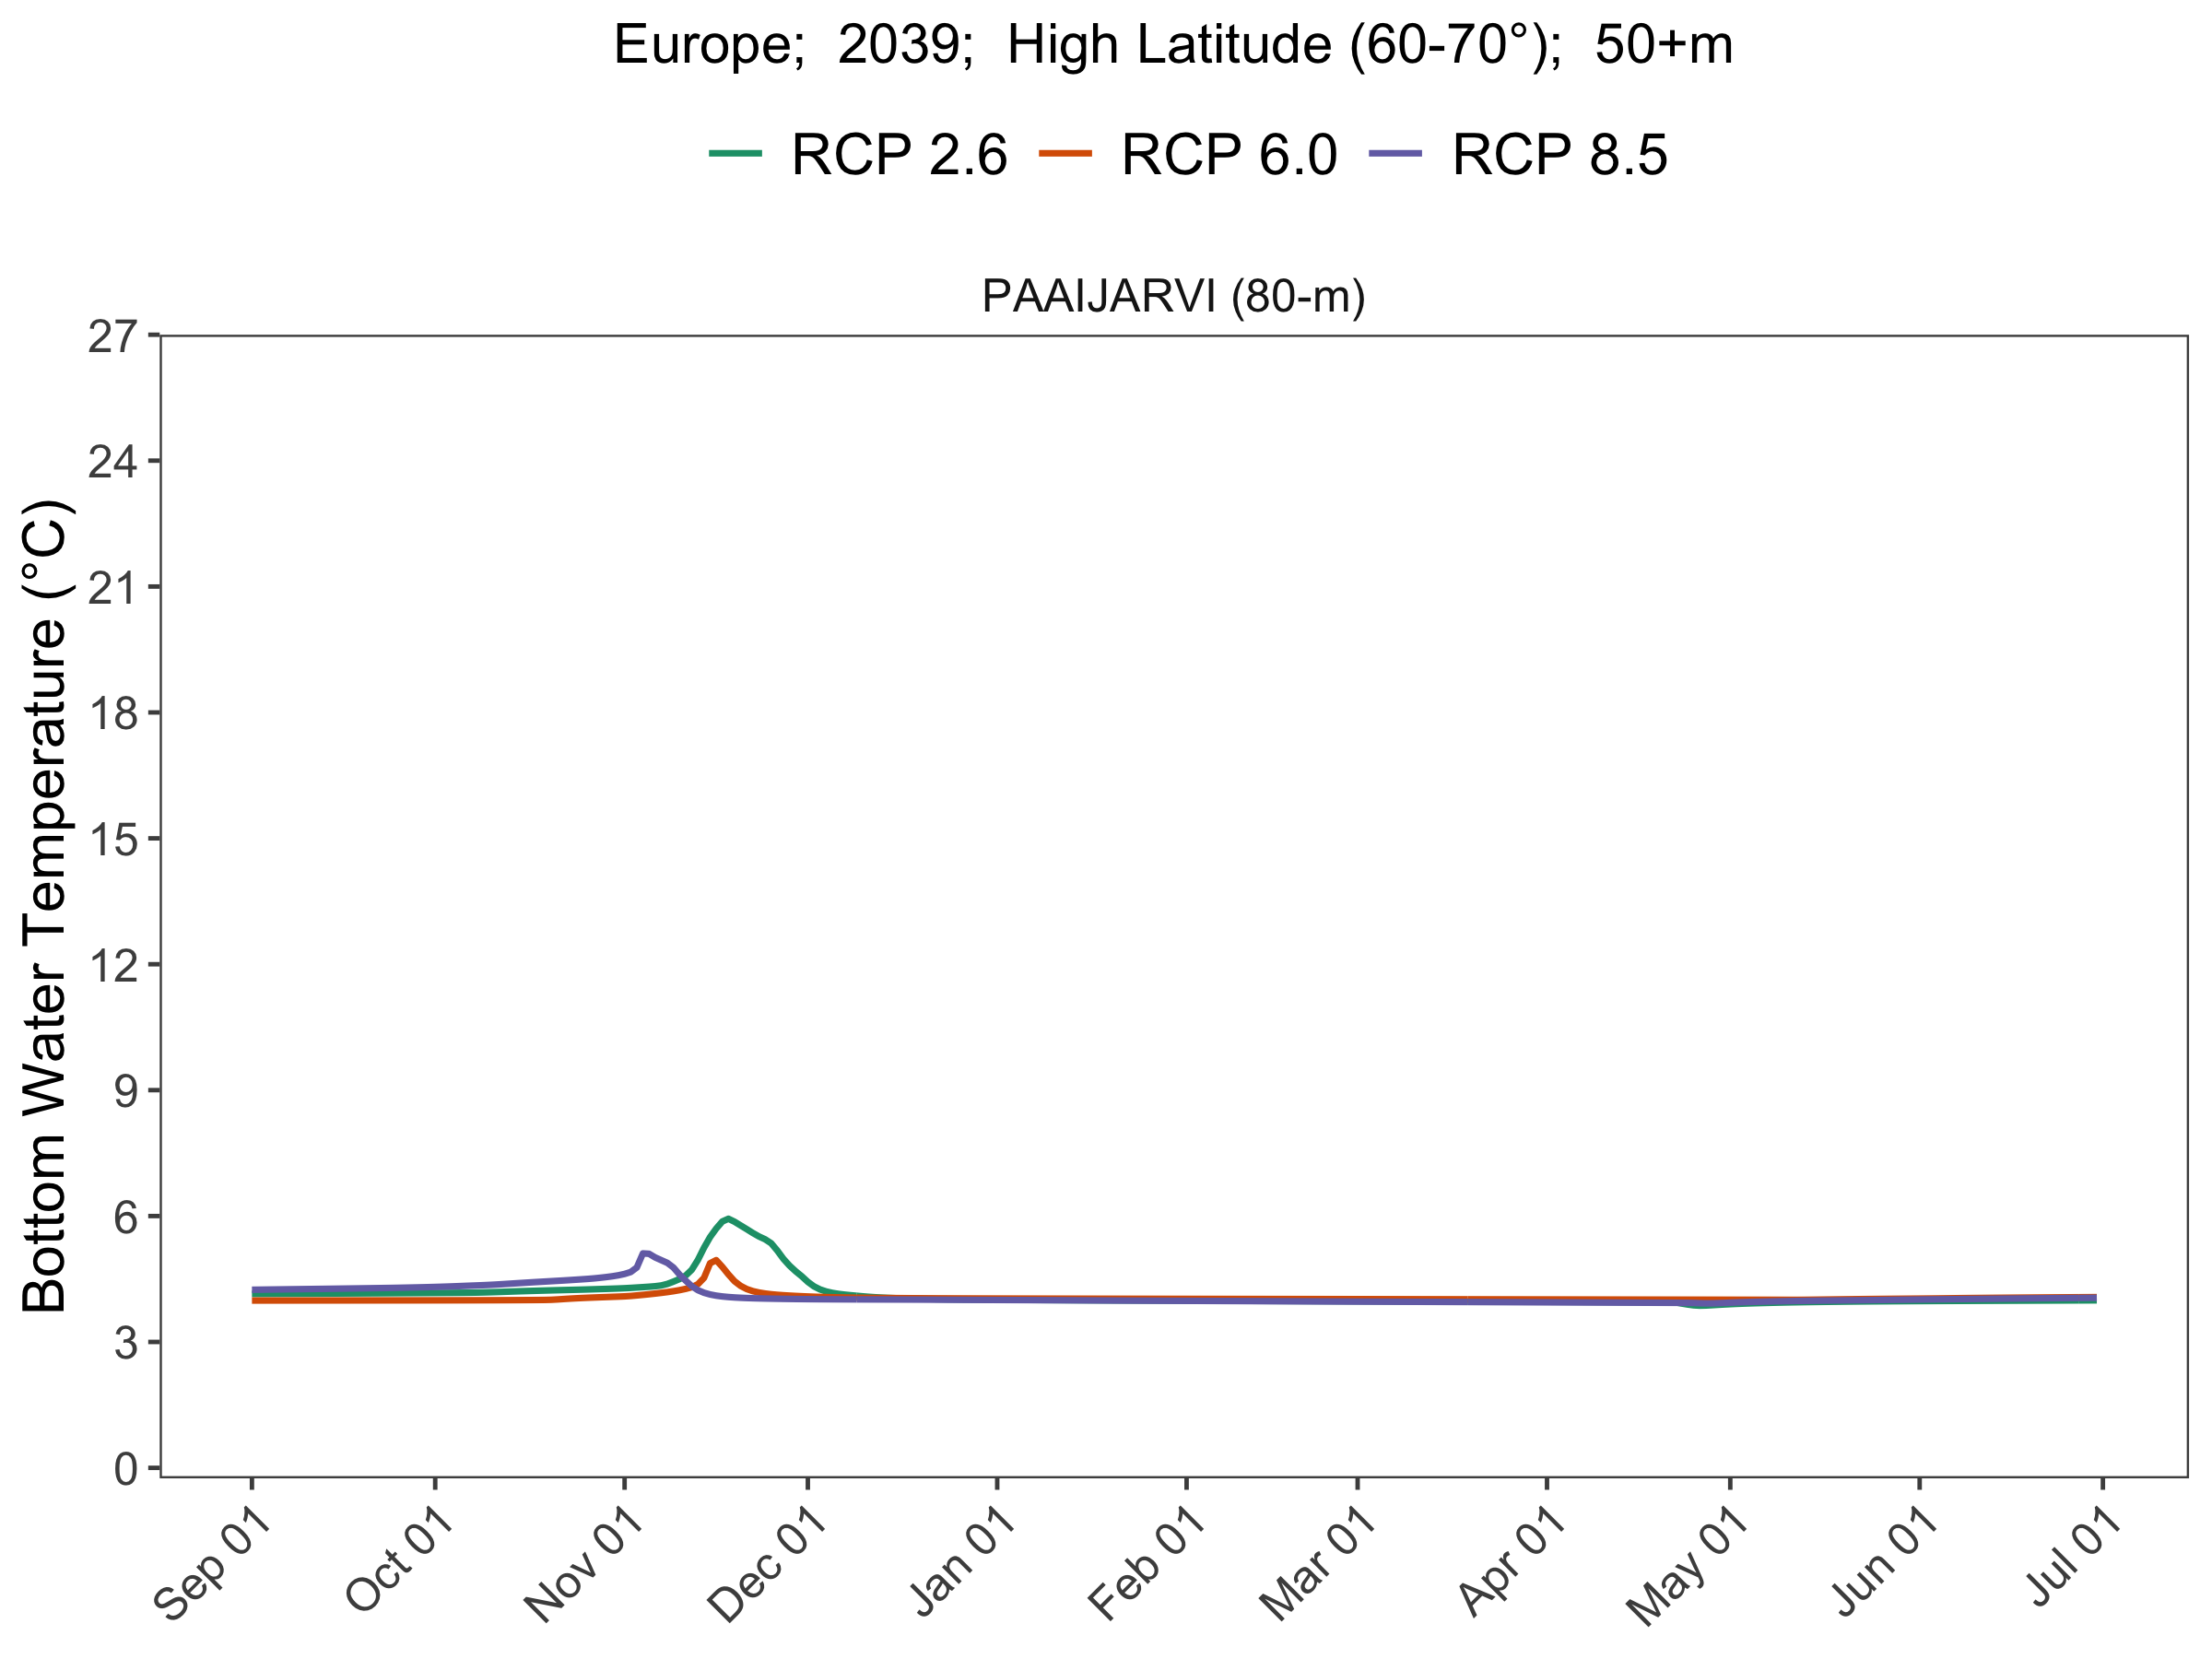 Europe;  2039;  High Latitude (60-70°);  50+m
RCP 2.6 RCP 6.0 RCP 8.5
PAAIJARVI (80-m)
Bottom Water Temperature (°C)
27
24
21
18
15
12
9
6
3
0
Sep 01 Oct 01 Nov 01 Dec 01 Jan 01 Feb 01 Mar 01 Apr 01 May 01 Jun 01 Jul 01